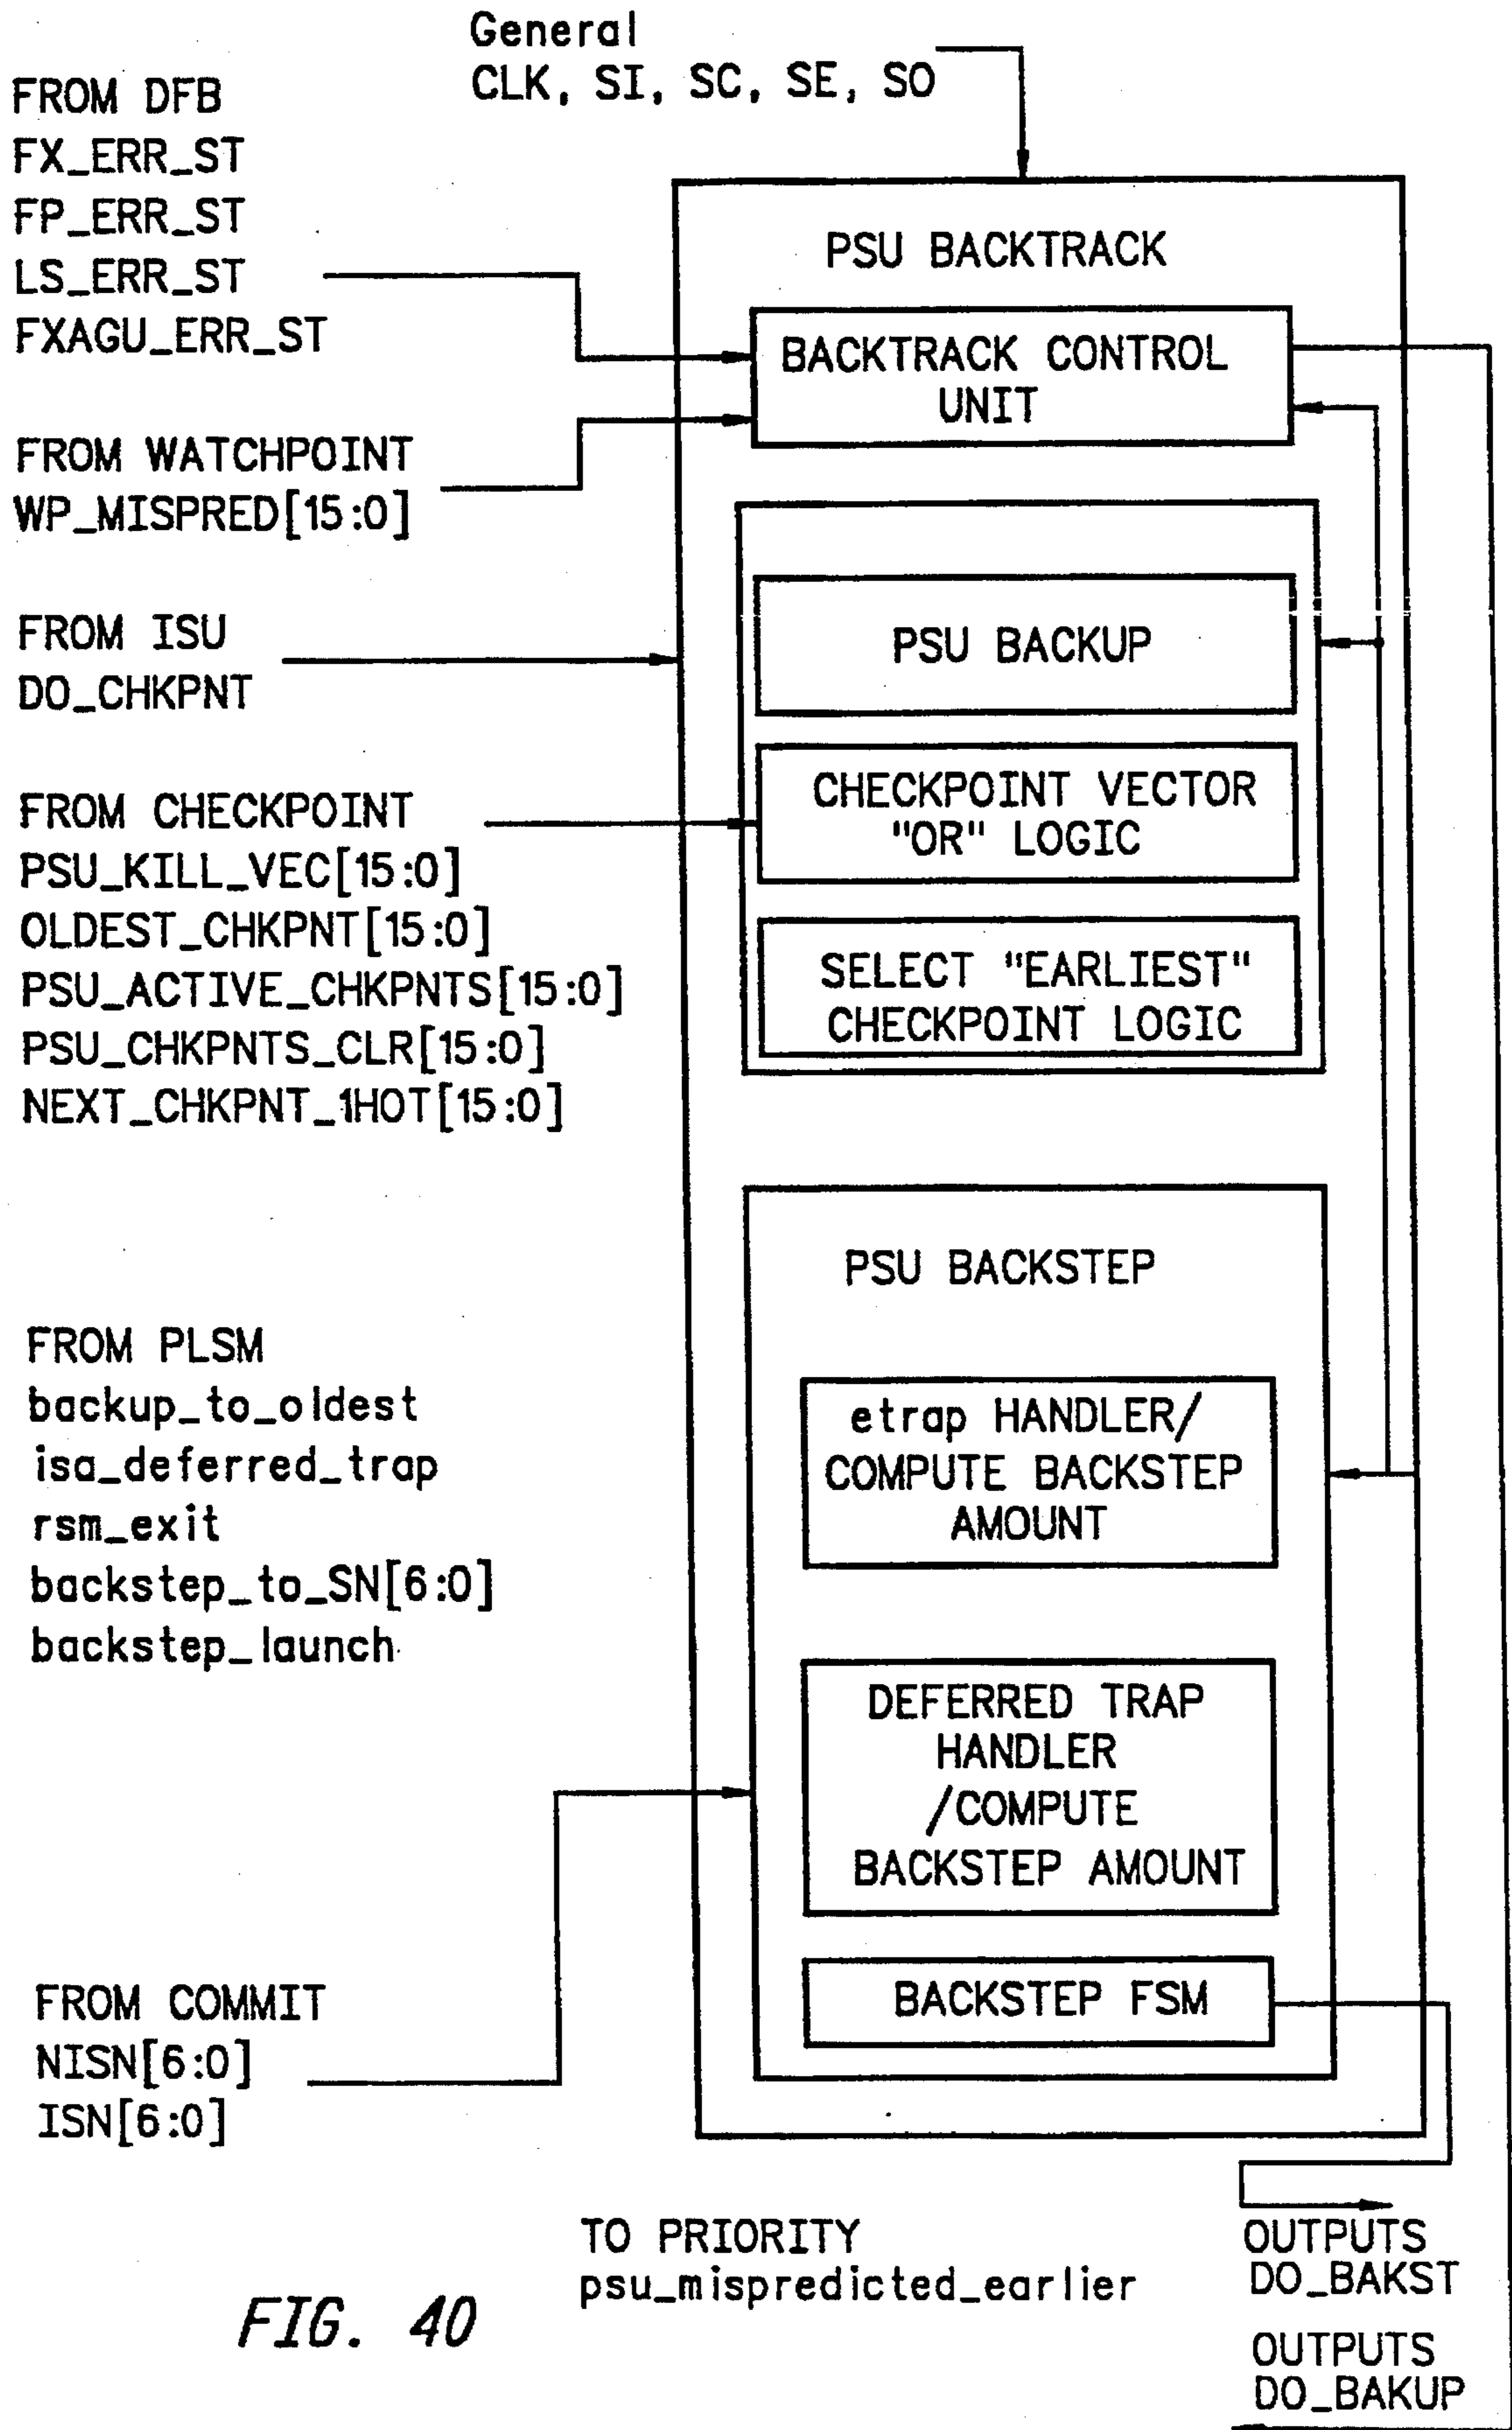 General
CLK, SI, SC, SE, SO
FROM DFB
FX_ERR_ST
FP_ERR_ST
LS_ERR_ST
FXAGU_ERR_ST
FROM WATCHPOINT
WP_MISPRED[15:0]
FROM ISU
DO_CHKPNT
FROM CHECKPOINT
PSU_KILL_VEC[15:0]
OLDEST_CHKPNT[15:0]
PSU_ACTIVE_CHKPNTS[15:0]
PSU_CHKPNTS_CLR[15:0]
NEXT_CHKPNT_1HOT[15:0]
FROM PLSM
backup_to_oldest
isa_deferred_trap
rsm_exit
backstep_to_SN[6:0]
backstep_launch
FROM COMMIT
NISN[6:0]
ISN[6:0]
PSU BACKTRACK
BACKTRACK CONTROL
UNIT
PSU BACKUP
CHECKPOINT VECTOR
"OR" LOGIC
SELECT "EARLIEST"
CHECKPOINT LOGIC
PSU BACKSTEP
etrap HANDLER/
COMPUTE BACKSTEP
AMOUNT
DEFERRED TRAP
HANDLER
/COMPUTE
BACKSTEP AMOUNT
BACKSTEP FSM
TO PRIORITY
psu_mispredicted_earlier
OUTPUTS
DO_BAKST
OUTPUTS
DO_BAKUP
FIG. 40